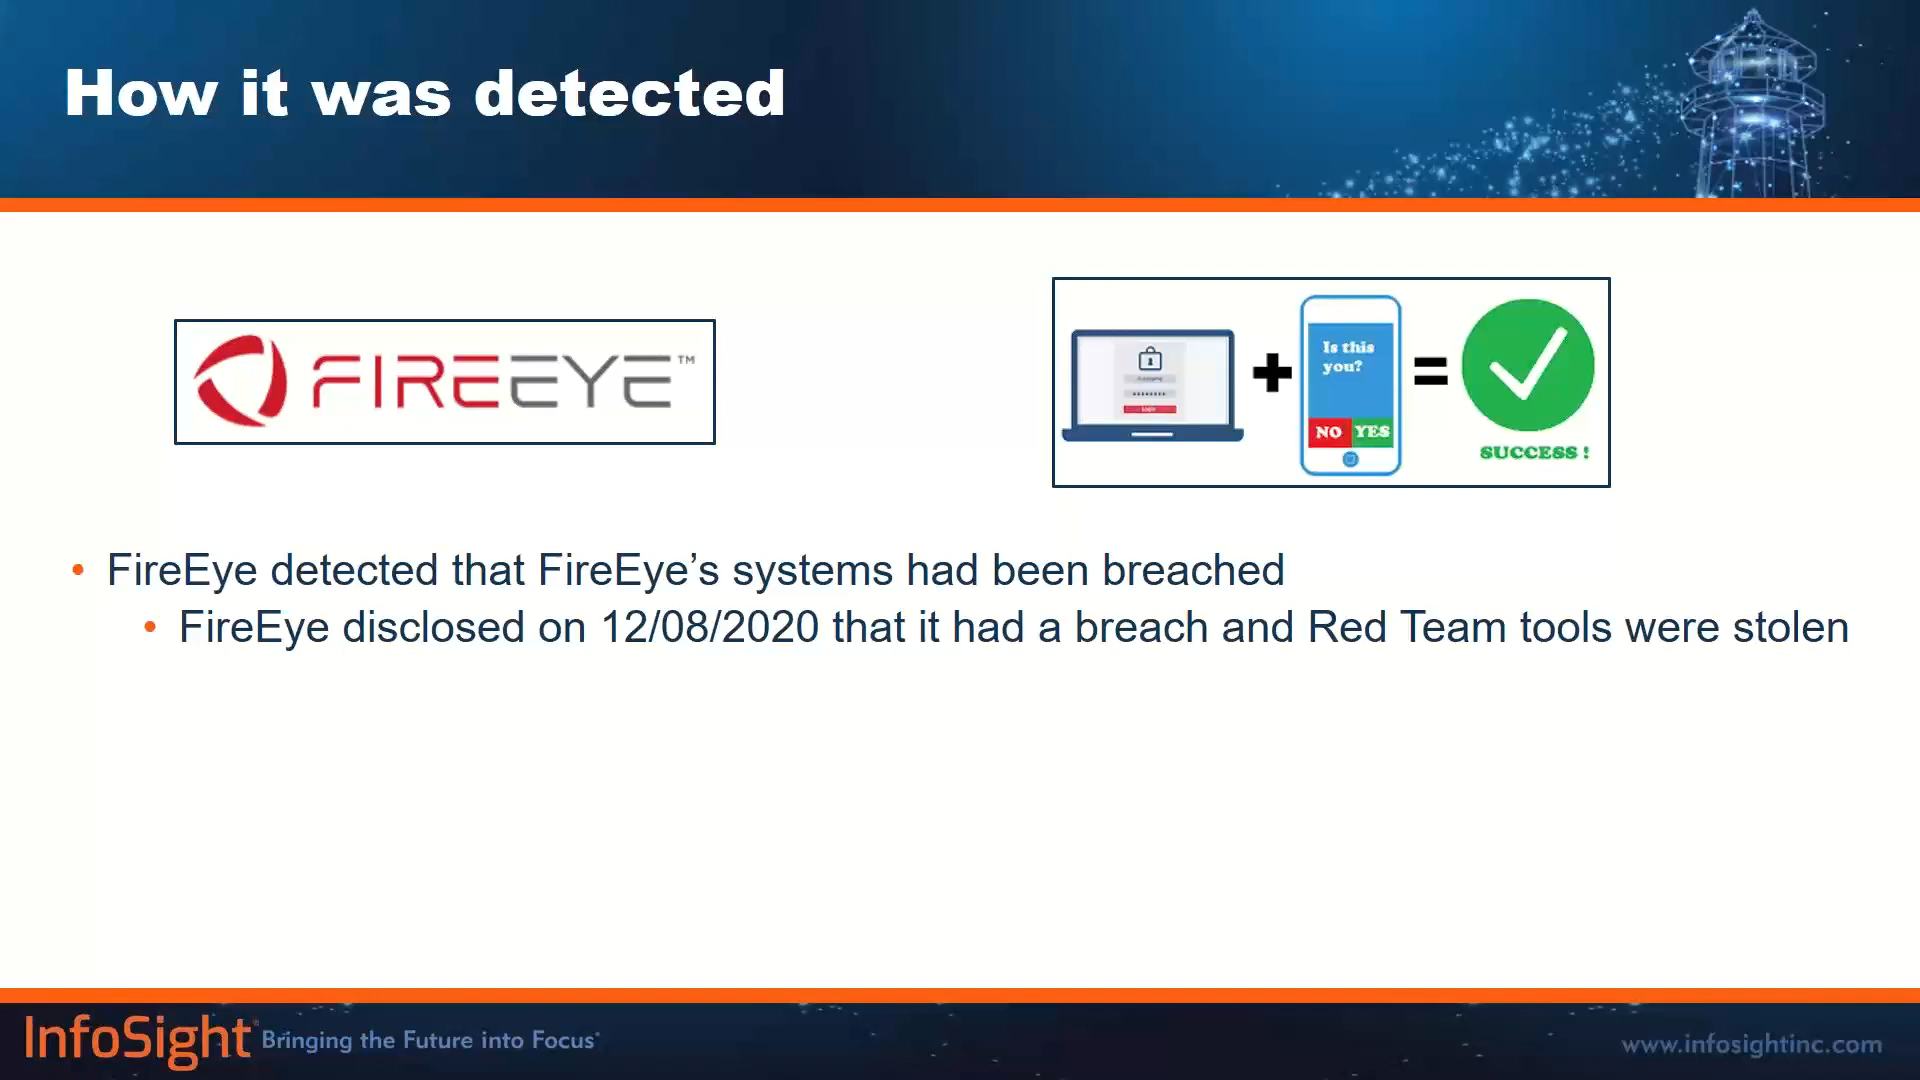 How it was detected
FIREEYE™
Is this
you?
NO YES
SUCCESS !
• FireEye detected that FireEye’s systems had been breached
• FireEye disclosed on 12/08/2020 that it had a breach and Red Team tools were stolen
InfoSight® Bringing the Future into Focus®
www.infosightinc.com